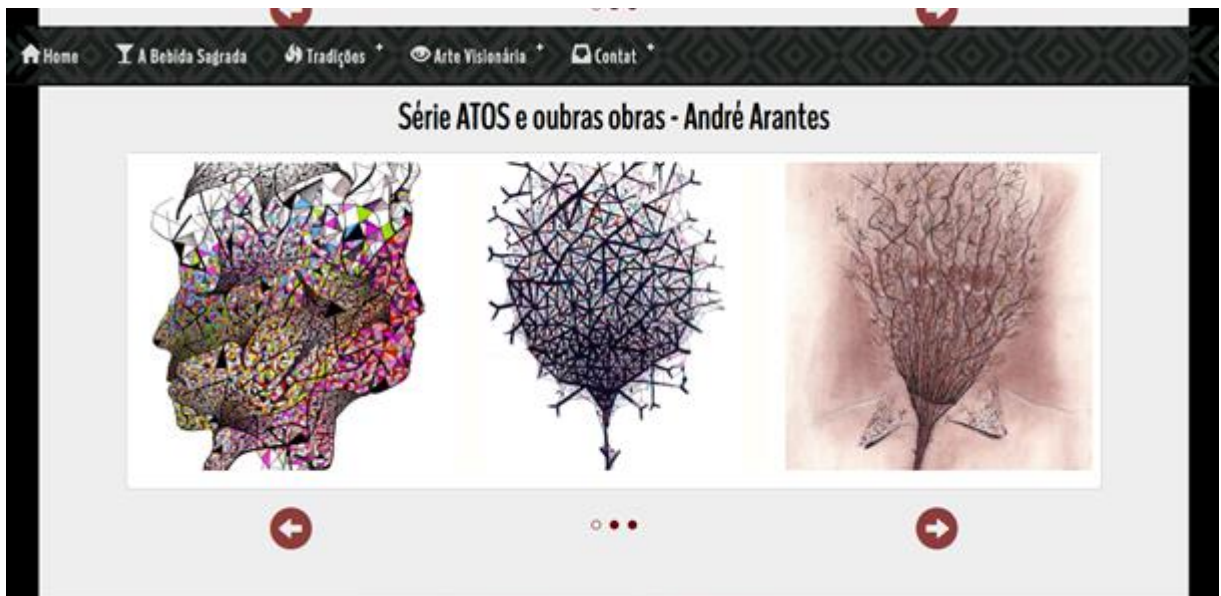 Home A Bebida Sagrada Tradições + Arte Visionária + Contat +
Série ATOS e oubras obras - André Arantes